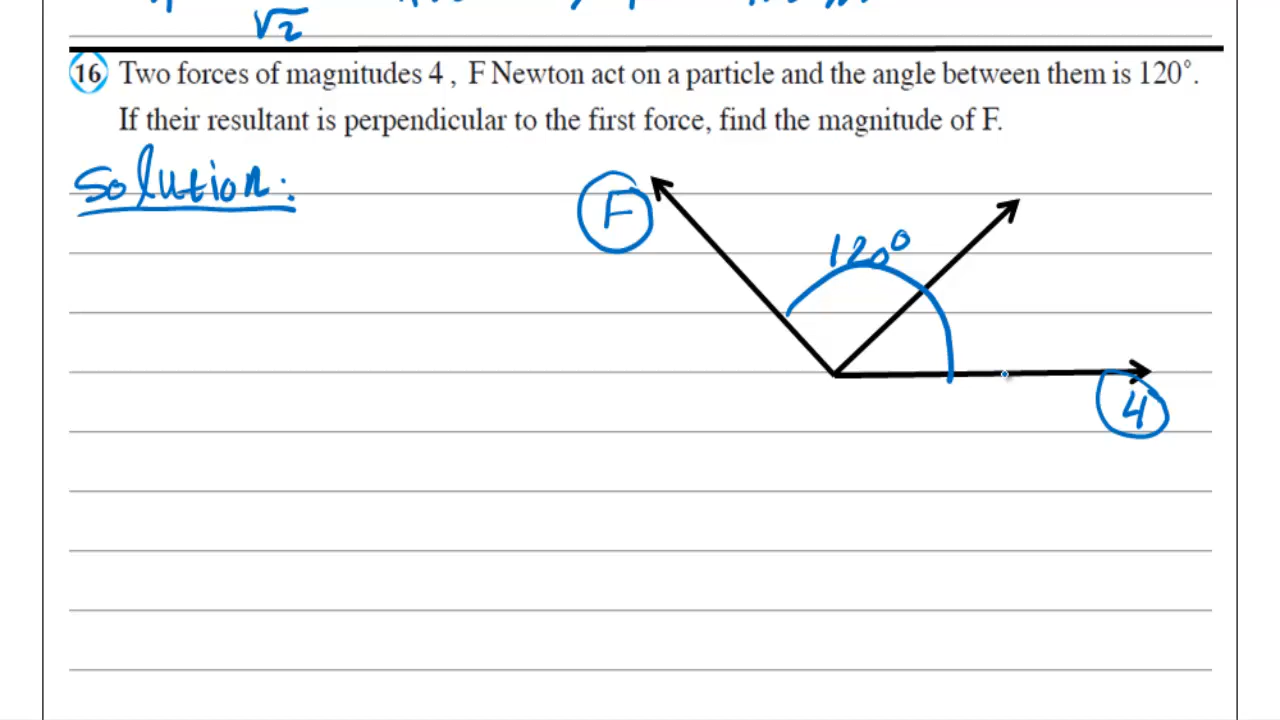 √2
16 Two forces of magnitudes 4 , F Newton act on a particle and the angle between them is 120°.
If their resultant is perpendicular to the first force, find the magnitude of F.
Solution:
F
120°
4